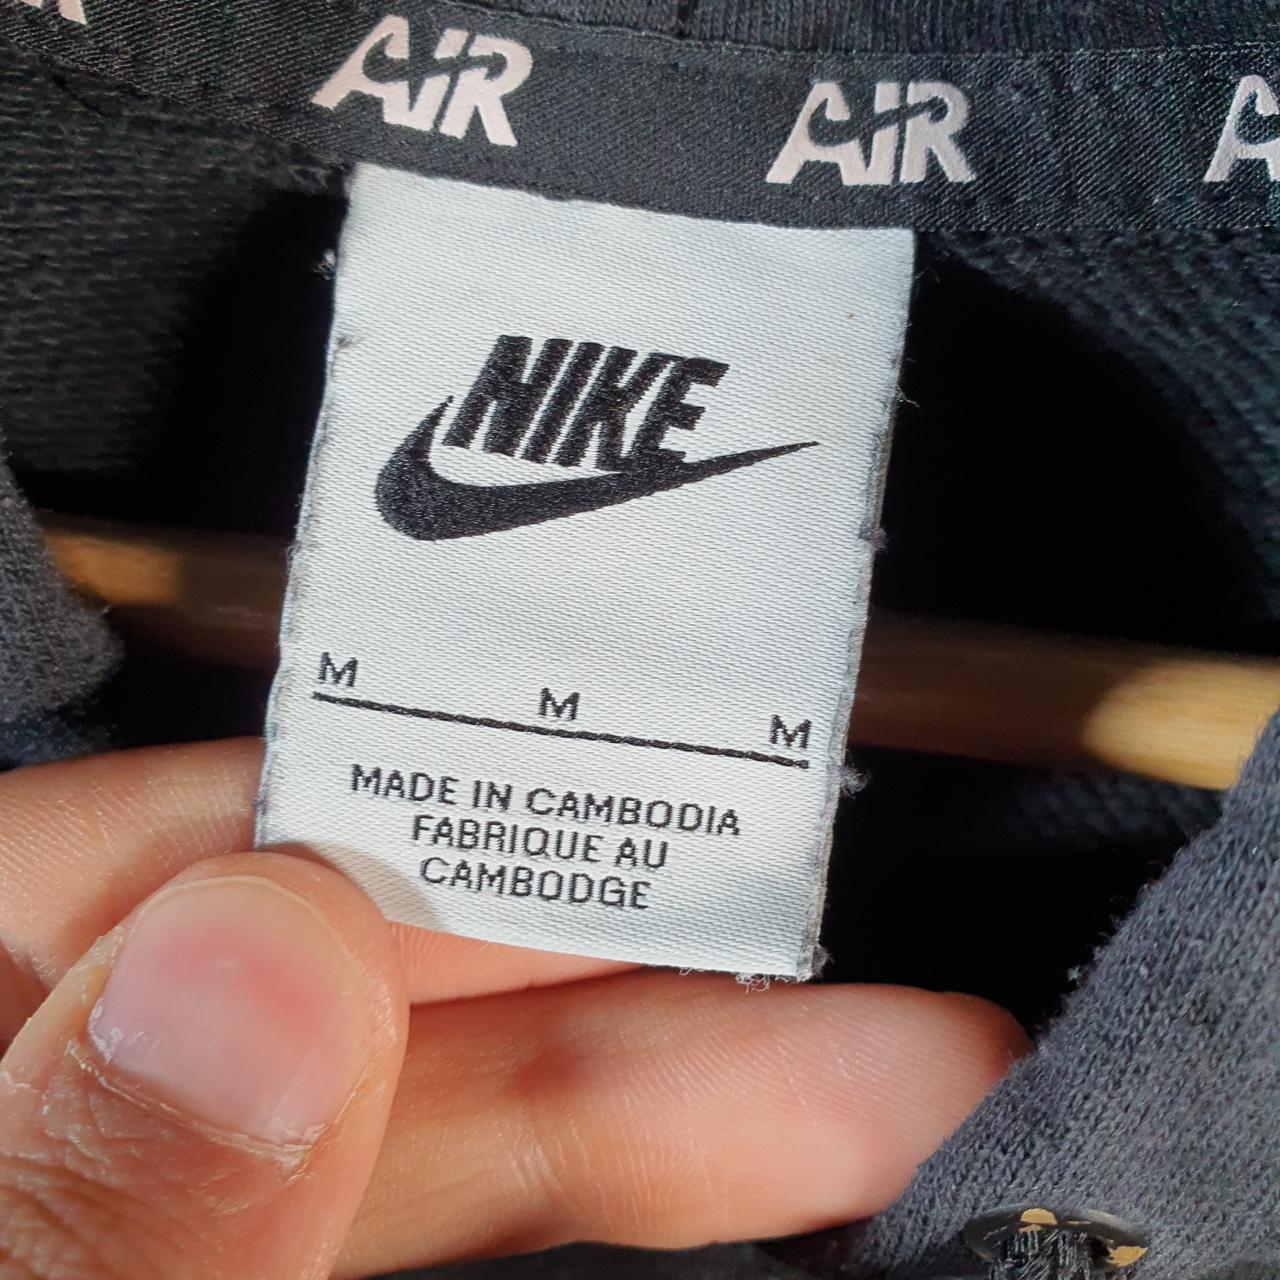 AIR AIR
NIKE
M M M
MADE IN CAMBODIA
FABRIQUE AU
CAMBODGE